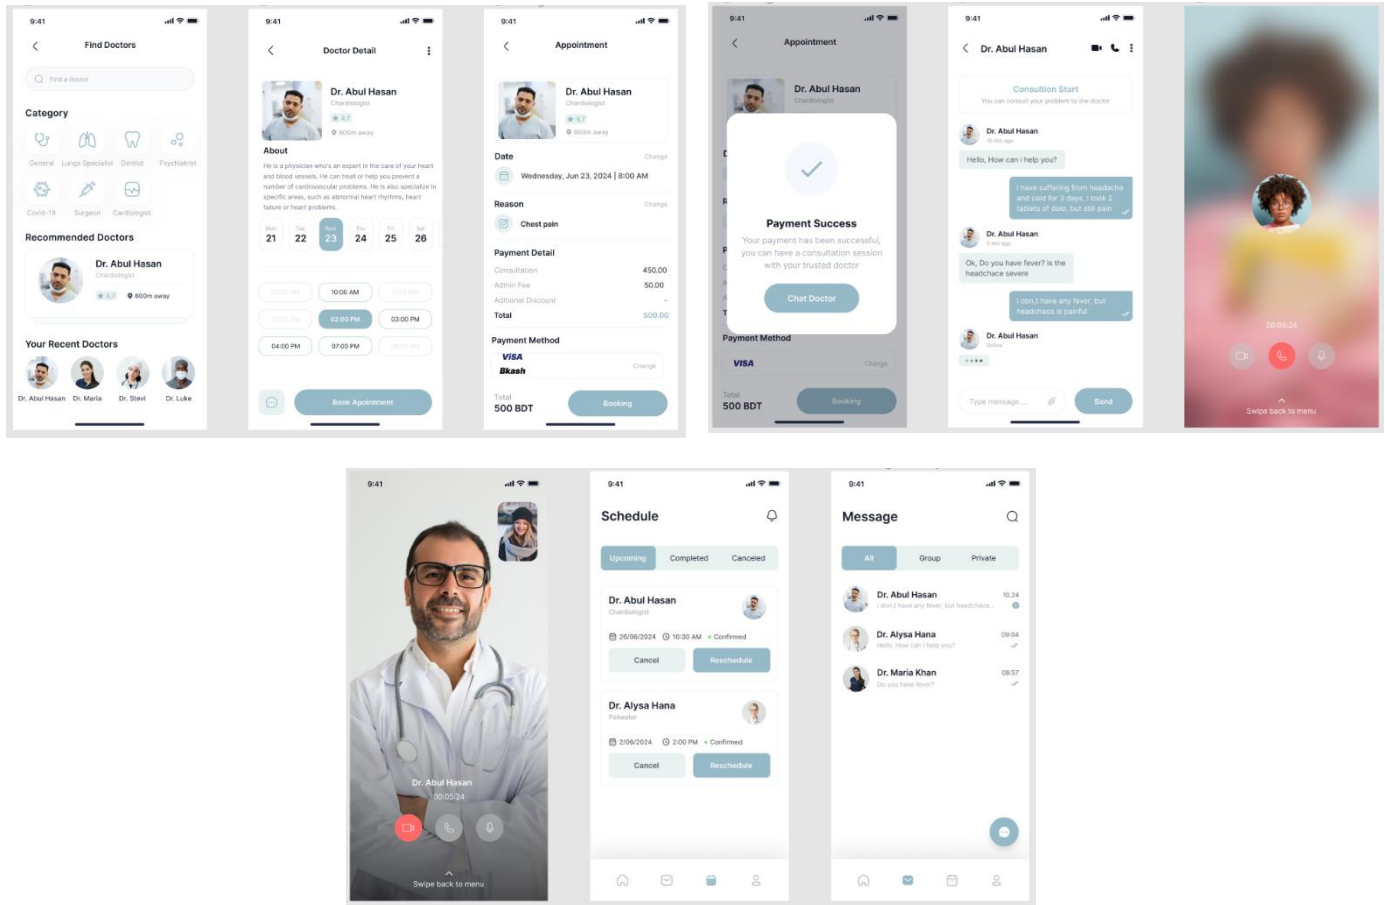 9:41
Find Doctors
Find a doctor
Category
General Lungs Specialist Dentist Psychiatrist
Covid-19 Surgeon Cardiologist
Recommended Doctors
Dr. Abul Hasan
Chardiologist
4,7 800m away
Your Recent Doctors
Dr. Abul Hasan Dr. Maria Dr. Stevi Dr. Luke
9:41
Doctor Detail
Dr. Abul Hasan
Chardiologist
4,7
800m away
About
He is a physician who's an expert in the care of your heart
and blood vessels. He can treat or help you prevent a
number of cardiovascular problems. He is also specialize in
specific areas, such as abnormal heart rhythms, heart
failure or heart problems.
Mon Tue Wed Thu Fri Sat
21 22 23 24 25 26
10:00 AM
02:00 PM 03:00 PM
04:00 PM 07:00 PM
Book Apointment
9:41
Appointment
Dr. Abul Hasan
Chardiologist
4,7
800m away
Date Change
Wednesday, Jun 23, 2024 | 8:00 AM
Reason Change
Chest pain
Payment Detail
Consultation 450.00
Admin Fee 50.00
Aditional Discount -
Total 500.00
Payment Method
VISA
Bkash
Change
Total
500 BDT
Booking
9:41
Appointment
Dr. Abul Hasan
Chardiologist
Payment Success
Your payment has been successful,
you can have a consultation session
with your trusted doctor
Chat Doctor
Payment Method
VISA Change
Total
500 BDT
Booking
9:41
Dr. Abul Hasan
Consultion Start
You can consult your problem to the doctor
Dr. Abul Hasan
10 min ago
Hello, How can i help you?
I have suffering from headache
and cold for 3 days, I took 2
tablets of dolo, but still pain
Dr. Abul Hasan
5 min ago
Ok, Do you have fever? is the
headchace severe
I don,t have any fever, but
headchace is painful
Dr. Abul Hasan
Online
Type message ...
Send
00:05:24
Swipe back to menu
9:41
Dr. Abul Hasan
00:05:24
Swipe back to menu
9:41
Schedule
Upcoming Completed Canceled
Dr. Abul Hasan
Chardiologist
26/06/2024 10:30 AM Confirmed
Cancel Reschedule
Dr. Alysa Hana
2/06/2024 2:00 PM Confirmed
Cancel Reschedule
9:41
Message
All Group Private
Dr. Abul Hasan 10.24
I don,t have any fever, but headchace...
Dr. Alysa Hana 09:04
Hello, How can i help you?
Dr. Maria Khan 08:57
Do you have fever?